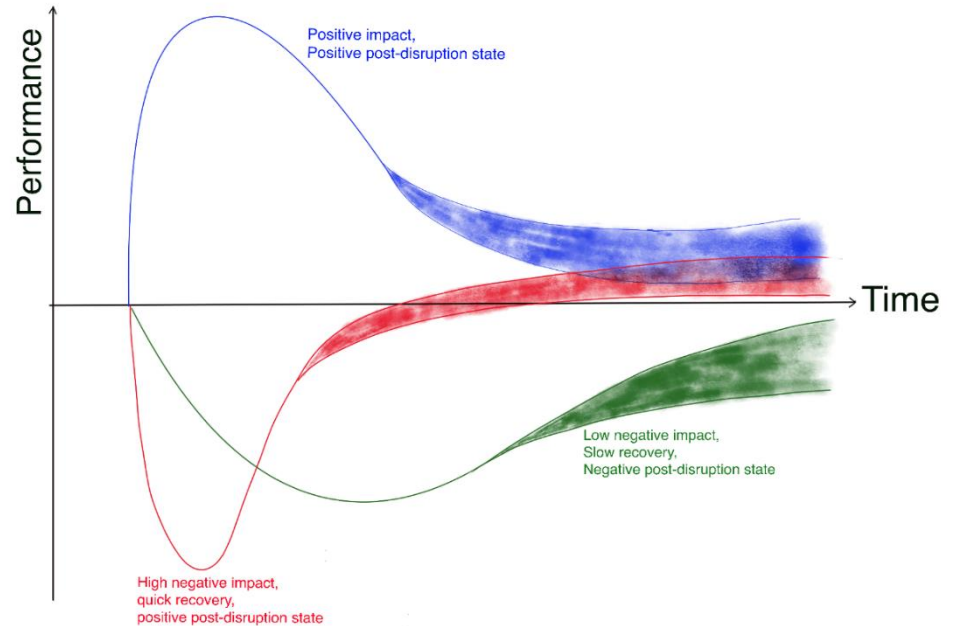 Performance
Positive impact,
Positive post-disruption state
Time
Low negative impact,
Slow recovery,
Negative post-disruption state
High negative impact,
quick recovery,
positive post-disruption state